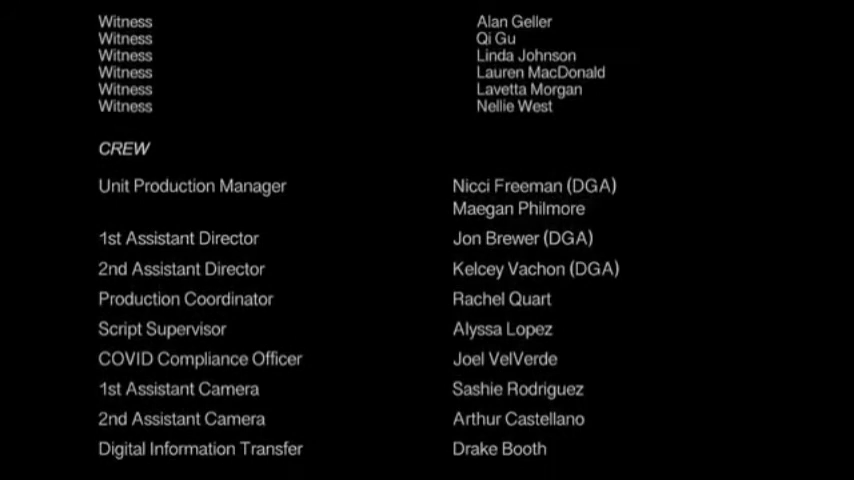 Witness Alan Geller
Witness Qi Gu
Witness Linda Johnson
Witness Lauren MacDonald
Witness Lavetta Morgan
Witness Nellie West
CREW
Unit Production Manager Nicci Freeman (DGA)
Maegan Philmore
1st Assistant Director Jon Brewer (DGA)
2nd Assistant Director Kelcey Vachon (DGA)
Production Coordinator Rachel Quart
Script Supervisor Alyssa Lopez
COVID Compliance Officer Joel VelVerde
1st Assistant Camera Sashie Rodriguez
2nd Assistant Camera Arthur Castellano
Digital Information Transfer Drake Booth